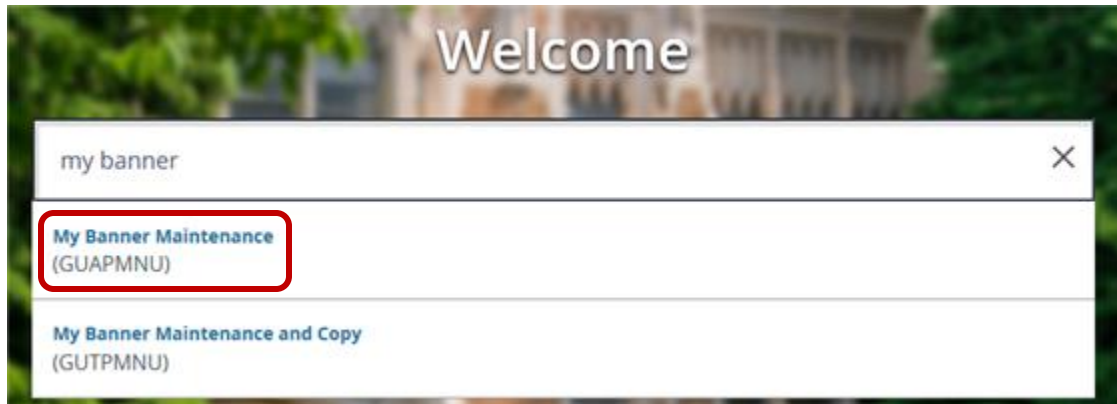 Welcome
my banner
My Banner Maintenance
(GUAPMNU)
My Banner Maintenance and Copy
(GUTPMNU)